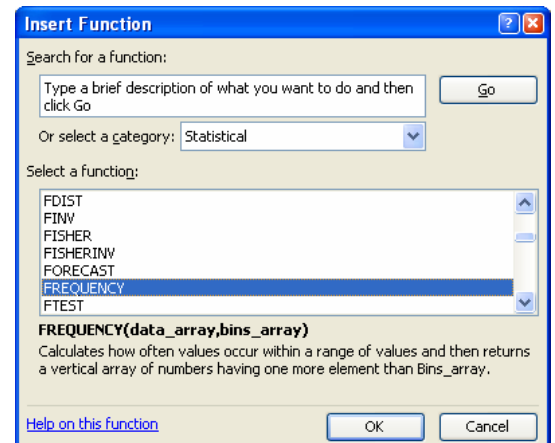 Insert Function
Search for a function:
Type a brief description of what you want to do and then
click Go
Go
Or select a category: Statistical
Select a function:
FDIST
FINV
FISHER
FISHERINV
FORECAST
FREQUENCY
FTEST
FREQUENCY(data_array,bins_array)
Calculates how often values occur within a range of values and then returns
a vertical array of numbers having one more element than Bins_array.
Help on this function
OK
Cancel